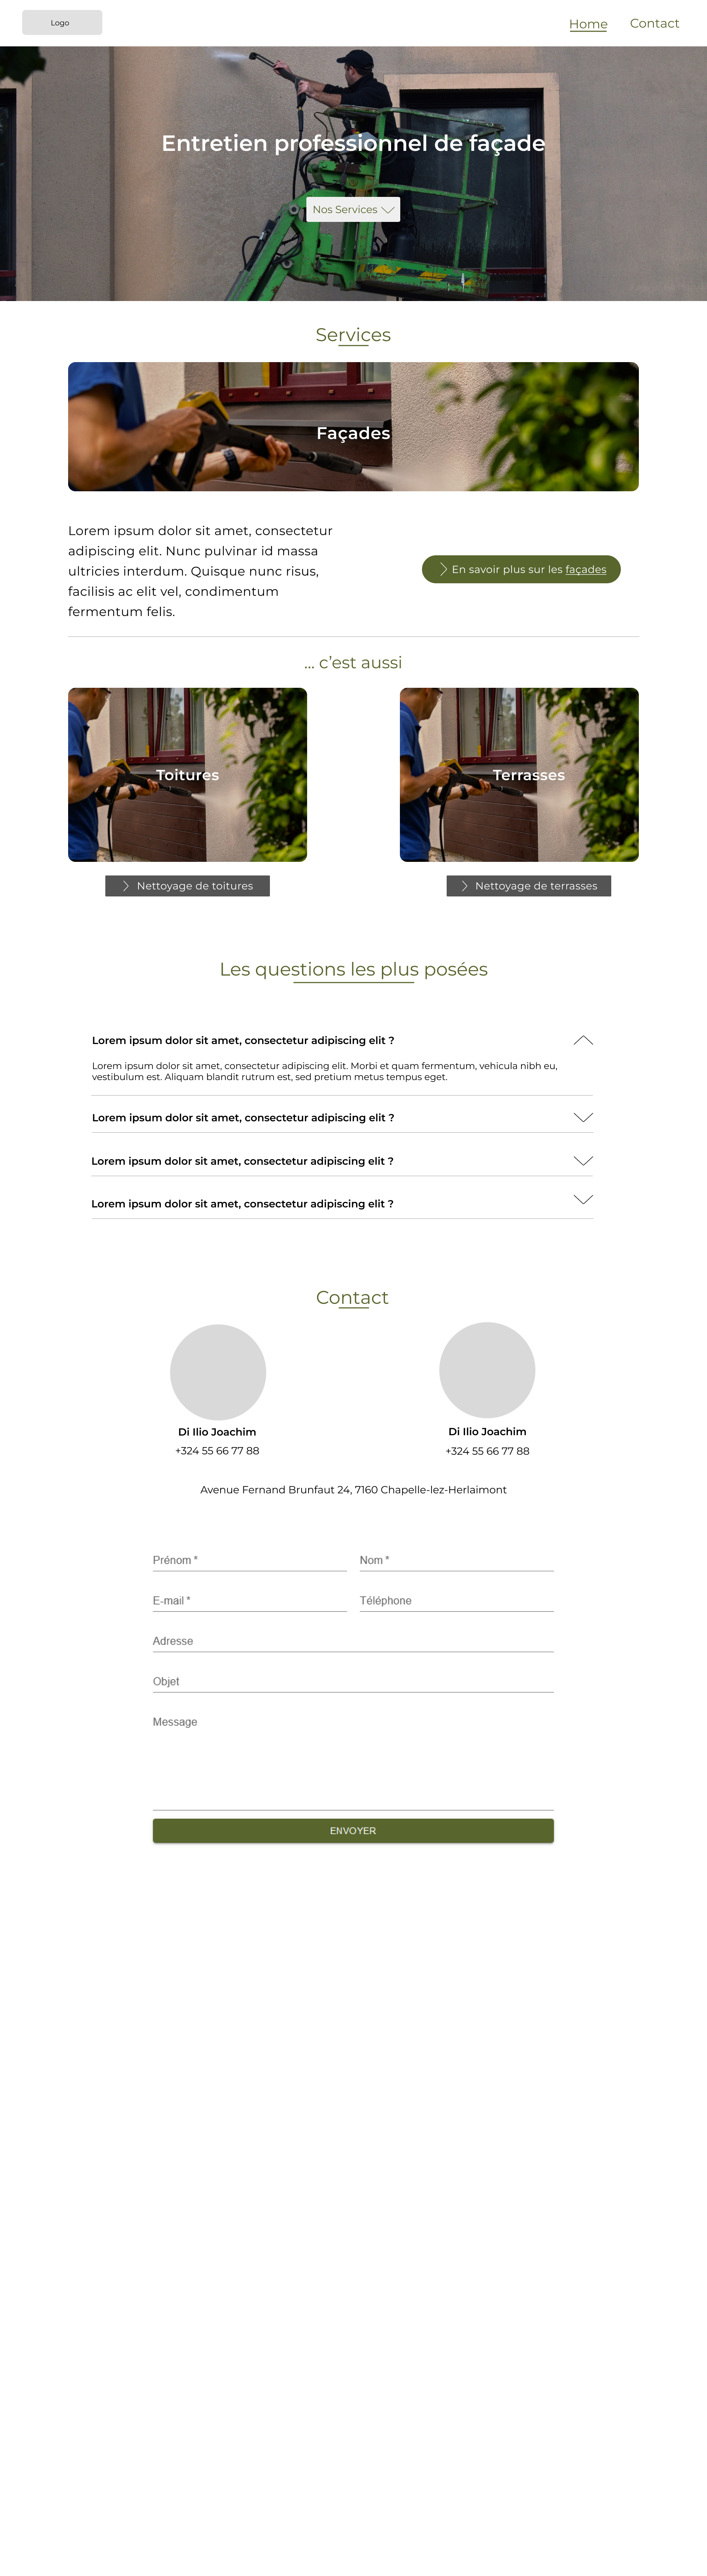 Logo
Home
Contact
Entretien professionnel de façade
Nos Services
Services
Façades
Lorem ipsum dolor sit amet, consectetur
adipiscing elit. Nunc pulvinar id massa
ultricies interdum. Quisque nunc risus,
facilisis ac elit vel, condimentum
fermentum felis.
En savoir plus sur les façades
... c’est aussi
Toitures
Terrasses
Nettoyage de toitures
Nettoyage de terrasses
Les questions les plus posées
Lorem ipsum dolor sit amet, consectetur adipiscing elit ?
Lorem ipsum dolor sit amet, consectetur adipiscing elit. Morbi et quam fermentum, vehicula nibh eu,
vestibulum est. Aliquam blandit rutrum est, sed pretium metus tempus eget.
Lorem ipsum dolor sit amet, consectetur adipiscing elit ?
Lorem ipsum dolor sit amet, consectetur adipiscing elit ?
Lorem ipsum dolor sit amet, consectetur adipiscing elit ?
Contact
Di Ilio Joachim
+324 55 66 77 88
Di Ilio Joachim
+324 55 66 77 88
Avenue Fernand Brunfaut 24, 7160 Chapelle-lez-Herlaimont
Prénom *
Nom *
E-mail *
Téléphone
Adresse
Objet
Message
ENVOYER